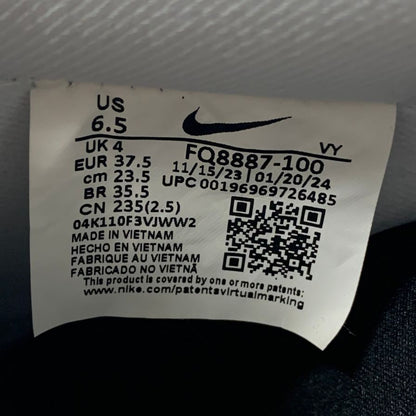 US
6.5
UK 4
EUR 37.5
cm 23.5
BR 35.5
CN 235(2.5)
FQ8887-100
VY
11/15/23 | 01/20/24
UPC 00196969726485
04K110F3VJWW2
MADE IN VIETNAM
HECHO EN VIETNAM
FABRIQUE AU VIETNAM
FABRICADO NO VIETNÃ
This product is covered by one or more patents:
www.nike.com/patentsvirtualmarking